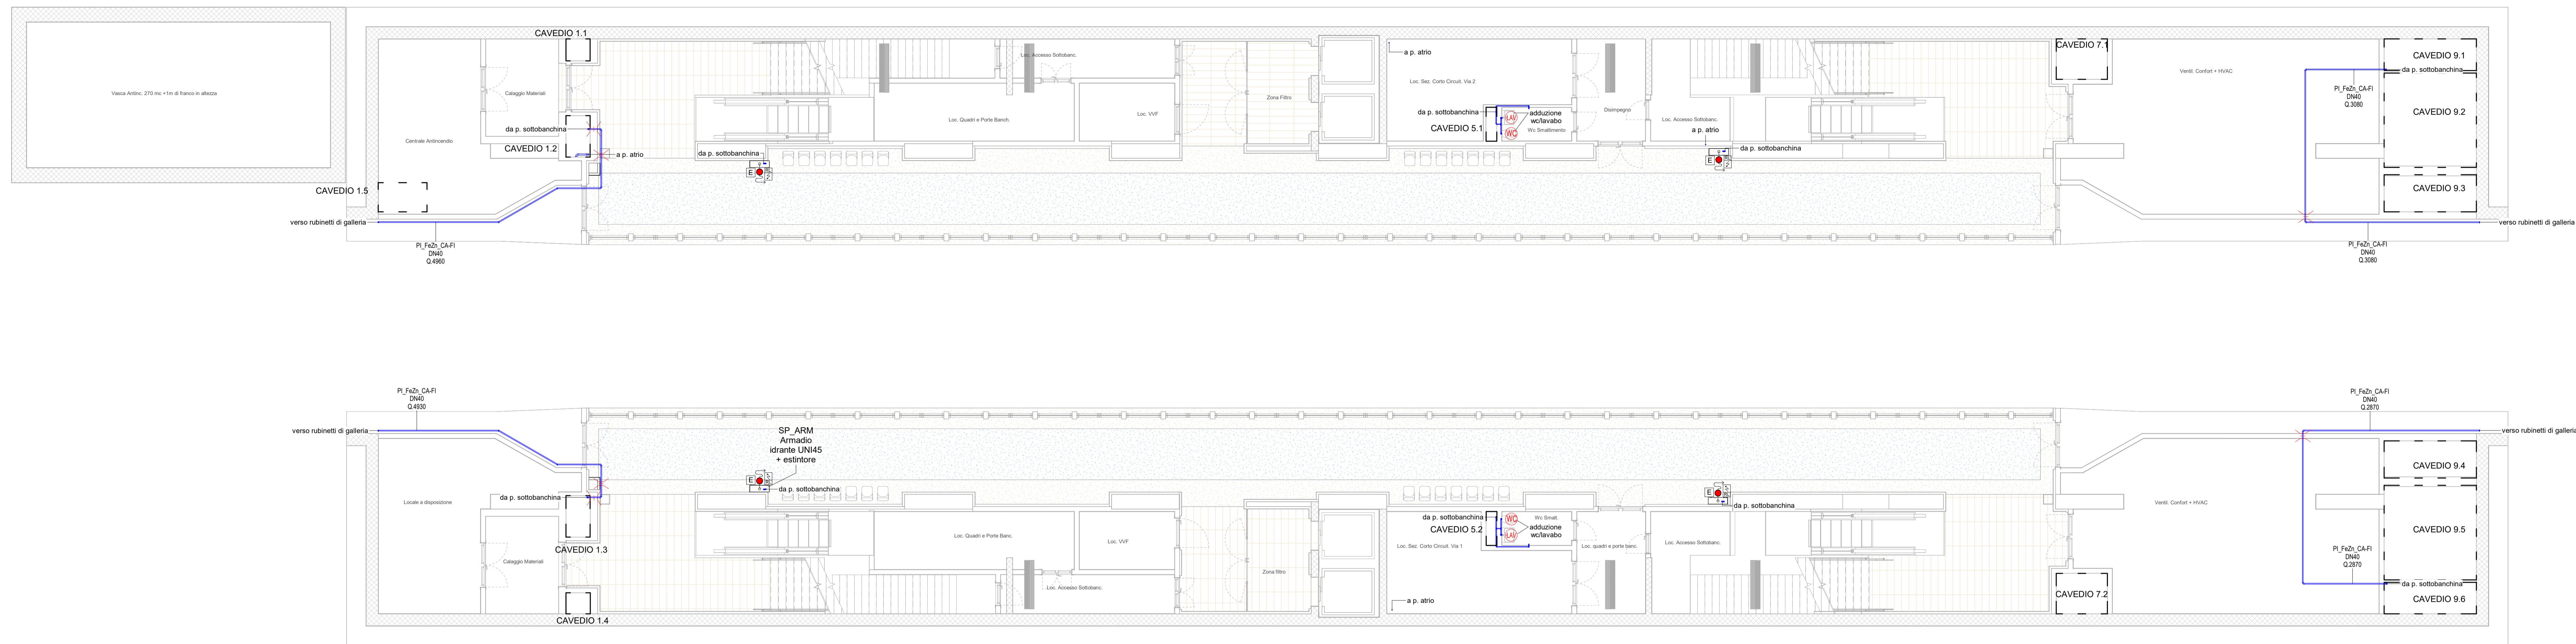 CAVEDIO 1.1
CAVEDIO 7.1
CAVEDIO 9.1
a p. atrio
Loc. Accesso Sottobanc.
Ventil. Confort + HVAC
da p. sottobanchina
Loc. Sez. Corto Circuit. Via 2
PI_FeZn_CA-FI
DN40
Q.3080
Vasca Antinc. 270 mc +1m di franco in altezza
Calaggio Materiali
Zona Filtro
Disimpegno
CAVEDIO 9.2
da p. sottobanchina
adduzione
wc/lavabo
LAV
WC
Wc Smaltimento
Loc. VVF
Loc. Quadri e Porte Banch.
Loc. Accesso Sottobanc.
da p. sottobanchina
CAVEDIO 5.1
a p. atrio
Centrale Antincendio
CAVEDIO 1.2
a p. atrio
da p. sottobanchina
da p. sottobanchina
E
E
CAVEDIO 1.5
CAVEDIO 9.3
verso rubinetti di galleria
verso rubinetti di galleria
PI_FeZn_CA-FI
DN40
Q.4960
PI_FeZn_CA-FI
DN40
Q.3080
PI_FeZn_CA-FI
DN40
Q.4930
PI_FeZn_CA-FI
DN40
Q.2870
verso rubinetti di galleria
verso rubinetti di galleria
SP_ARM
Armadio
idrante UNI45
+ estintore
CAVEDIO 9.4
E
E
da p. sottobanchina
da p. sottobanchina
da p. sottobanchina
Locale a disposizione
Ventil. Confort + HVAC
da p. sottobanchina
CAVEDIO 5.2
WC
LAV
Wc Smalt.
adduzione
wc/lavabo
CAVEDIO 9.5
Loc. Quadri e Porte Banc.
Loc. VVF
Loc. Sez. Corto Circuit. Via 1
Loc. quadri e porte banc.
Loc. Accesso Sottobanc.
CAVEDIO 1.3
PI_FeZn_CA-FI
DN40
Q.2870
Calaggio Materiali
Zona filtro
Loc. Accesso Sottobanc.
da p. sottobanchina
CAVEDIO 7.2
CAVEDIO 9.6
a p. atrio
CAVEDIO 1.4